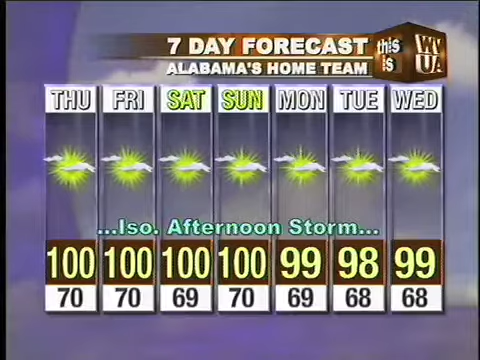 7 DAY FORECAST
ALABAMA'S HOME TEAM
this is WVUA
THU FRI SAT SUN MON TUE WED
...Iso. Afternoon Storm...
100 100 100 100 99 98 99
70 70 69 70 69 68 68